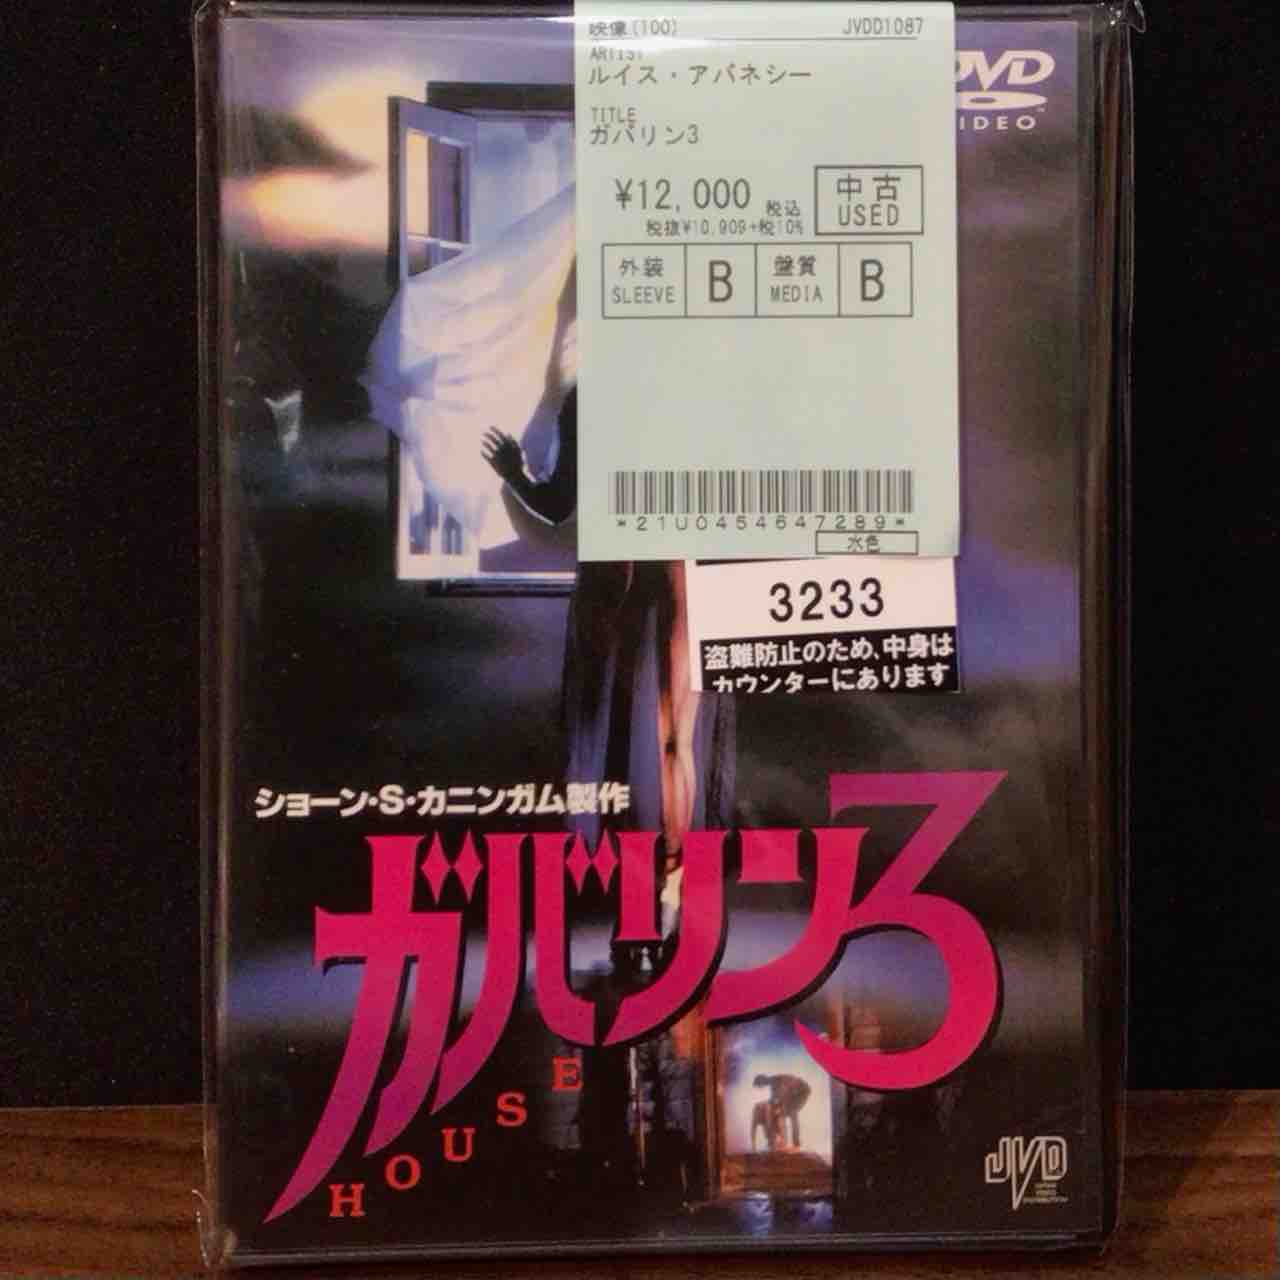 映像(100) JVDD1087
ARTIST
ルイス・アバネシー
TITLE
ガバリン3
¥12,000 税込
税抜¥10,909+税10%
中古
USED
外装
SLEEVE
B
盤質
MEDIA
B
*21U0454647289*
水色
3233
盗難防止のため、中身は
カウンターにあります
DVD
VIDEO
ショーン・S・カニンガム製作
ガバリン3
HOUSE
JVD